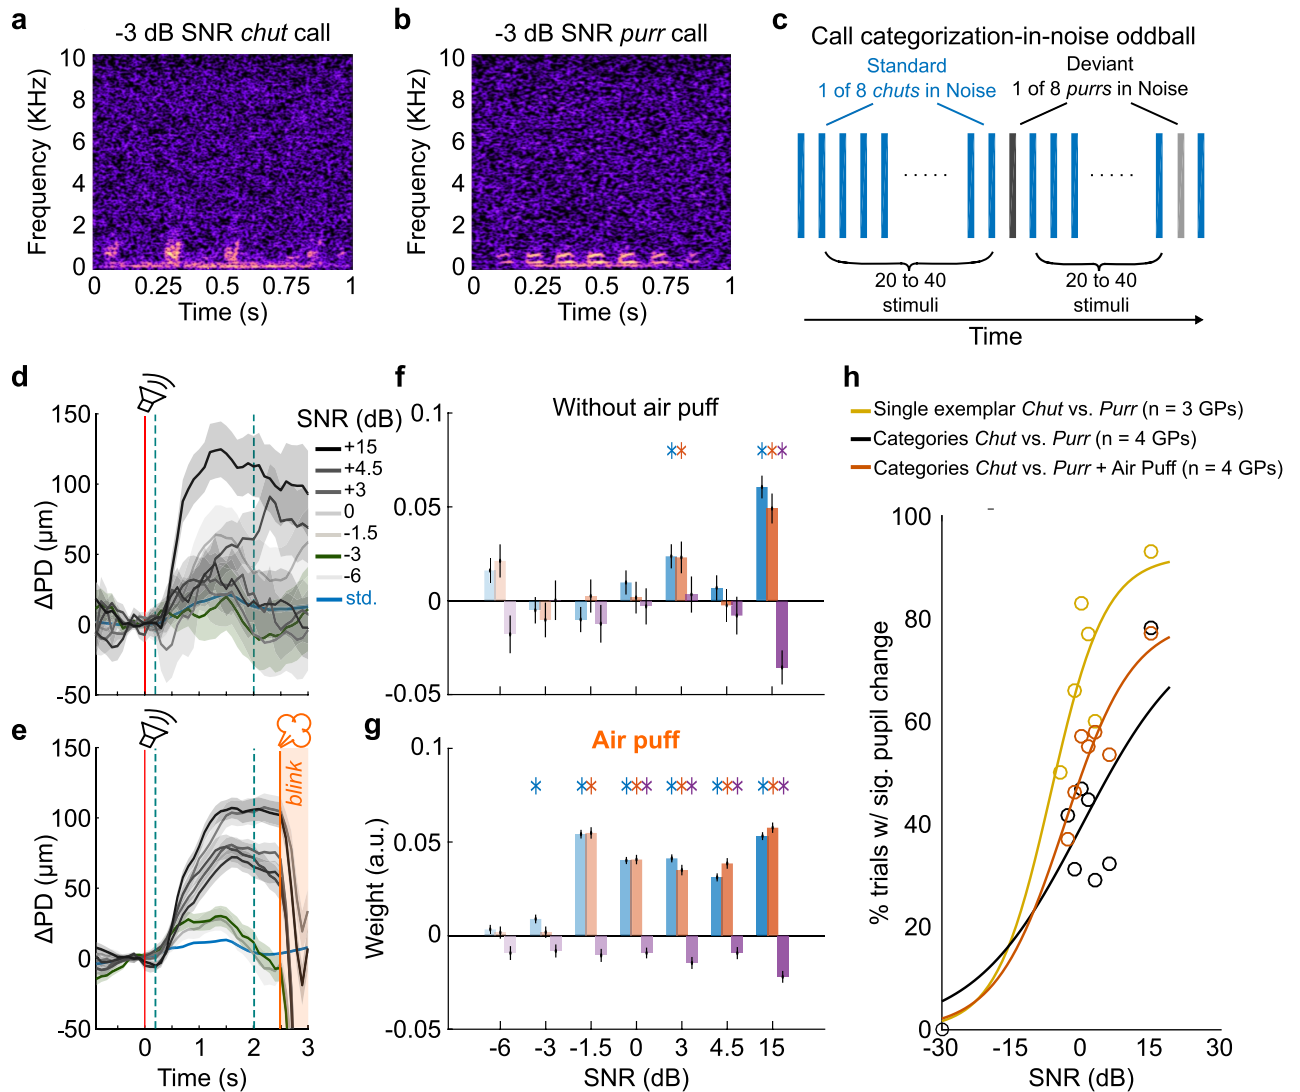 a
-3 dB SNR chut call
Frequency (KHz)
10
8
6
4
2
0
0 0.25 0.5 0.75 1
Time (s)
b
-3 dB SNR purr call
Frequency (KHz)
10
8
6
4
2
0
0 0.25 0.5 0.75 1
Time (s)
c
Call categorization-in-noise oddball
Standard
1 of 8 chuts in Noise
Deviant
1 of 8 purrs in Noise
20 to 40
stimuli
20 to 40
stimuli
Time
d
ΔPD (µm)
150
100
50
0
-50
SNR (dB)
+15
+4.5
+3
0
-1.5
-3
-6
std.
e
ΔPD (µm)
150
100
50
0
-50
blink
0 1 2 3
Time (s)
f
Without air puff
0.1
0.05
0
-0.05
g
Air puff
Weight (a.u.)
0.1
0.05
0
-0.05
-6 -3 -1.5 0 3 4.5 15
SNR (dB)
h
Single exemplar Chut vs. Purr (n = 3 GPs)
Categories Chut vs. Purr (n = 4 GPs)
Categories Chut vs. Purr + Air Puff (n = 4 GPs)
% trials w/ sig. pupil change
100
80
60
40
20
0
-30 -15 0 15 30
SNR (dB)